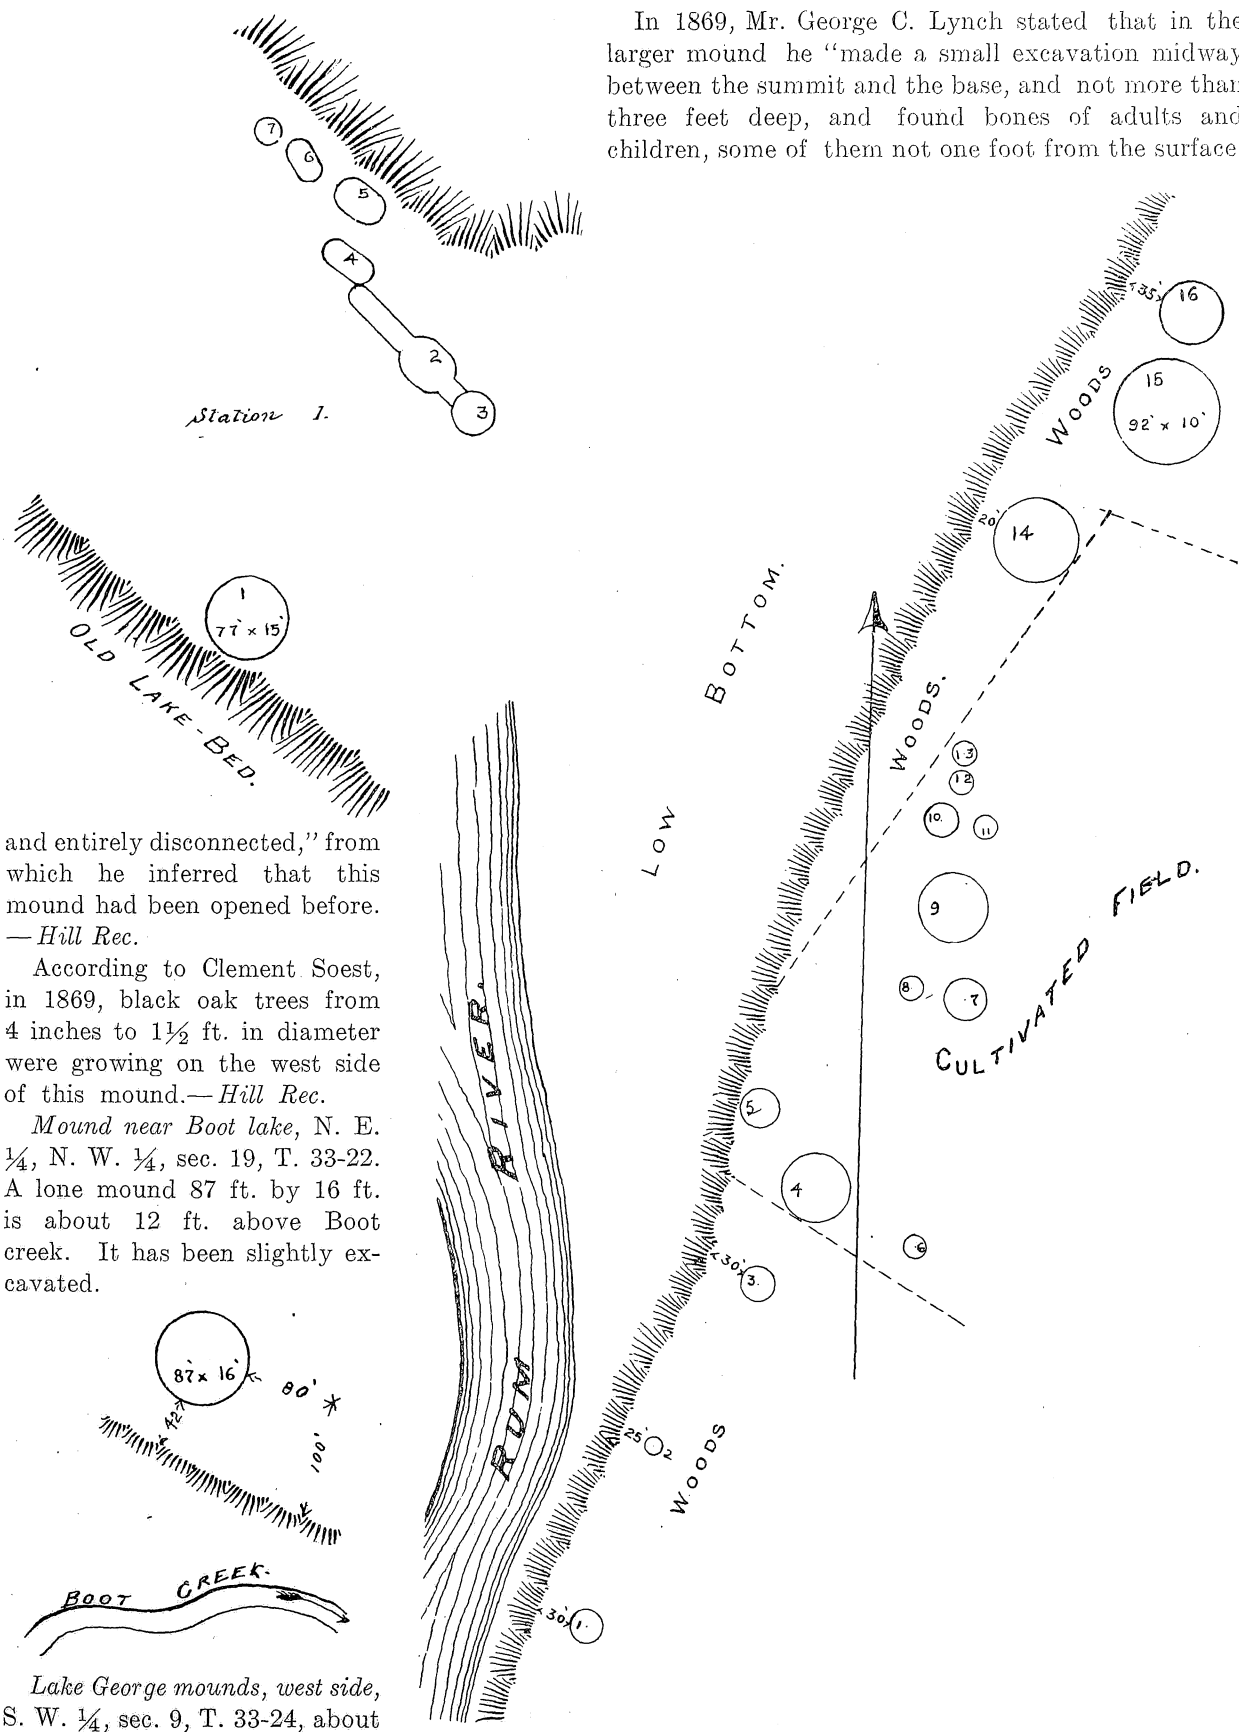 In 1869, Mr. George C. Lynch stated that in the
larger mound he “made a small excavation midway
between the summit and the base, and not more than
three feet deep, and found bones of adults and
children, some of them not one foot from the surface
7
6
5
4
2
3
Station 1.
1
77' × 15'
OLD LAKE-BED.
and entirely disconnected,” from
which he inferred that this
mound had been opened before.
—Hill Rec.
According to Clement Soest,
in 1869, black oak trees from
4 inches to 1½ ft. in diameter
were growing on the west side
of this mound.—Hill Rec.
Mound near Boot lake, N. E.
¼, N. W. ¼, sec. 19, T. 33-22.
A lone mound 87 ft. by 16 ft.
is about 12 ft. above Boot
creek. It has been slightly ex-
cavated.
87' × 16'
80'
42'
100'
BOOT CREEK.
Lake George mounds, west side,
S. W. ¼, sec. 9, T. 33-24, about
35'
16
WOODS
15
92' × 10'
20'
14
LOW BOTTOM.
WOODS.
13
12
10.
11
9
8.
7
CULTIVATED FIELD.
5
4
6
30'
3.
RUM RIVER.
25'
2
WOODS
30'
1.